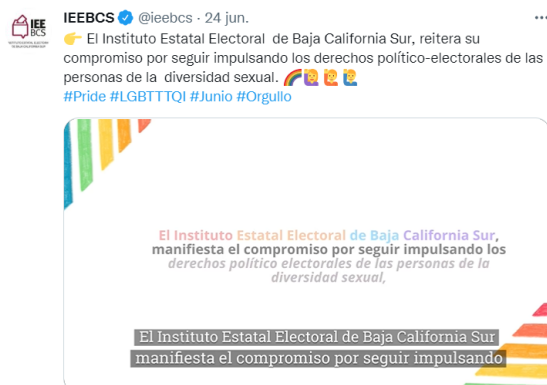 IEEBCS @ieebcs · 24 jun.
IEE
BCS
👉 El Instituto Estatal Electoral de Baja California Sur, reitera su
compromiso por seguir impulsando los derechos político-electorales de las
personas de la diversidad sexual. 🌈🙋‍♀️🙋🙋‍♂️
#Pride #LGBTTTQI #Junio #Orgullo
El Instituto Estatal Electoral de Baja California Sur,
manifiesta el compromiso por seguir impulsando los
derechos político electorales de las personas de la
diversidad sexual,
El Instituto Estatal Electoral de Baja California Sur
manifiesta el compromiso por seguir impulsando